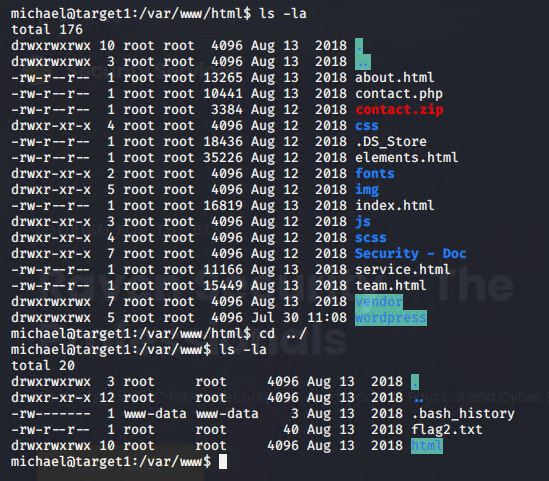 michael@target1:/var/www/html$ ls -la
total 176
drwxrwxrwx 10 root root  4096 Aug 13  2018 .
drwxrwxrwx  3 root root  4096 Aug 13  2018 ..
-rw-r--r--  1 root root 13265 Aug 13  2018 about.html
-rw-r--r--  1 root root 10441 Aug 13  2018 contact.php
-rw-r--r--  1 root root  3384 Aug 12  2018 contact.zip
drwxr-xr-x  4 root root  4096 Aug 12  2018 css
-rw-r--r--  1 root root 18436 Aug 12  2018 .DS_Store
-rw-r--r--  1 root root 35226 Aug 12  2018 elements.html
drwxr-xr-x  2 root root  4096 Aug 12  2018 fonts
drwxr-xr-x  5 root root  4096 Aug 12  2018 img
-rw-r--r--  1 root root 16819 Aug 13  2018 index.html
drwxr-xr-x  3 root root  4096 Aug 12  2018 js
drwxr-xr-x  4 root root  4096 Aug 12  2018 scss
drwxr-xr-x  7 root root  4096 Aug 12  2018 Security - Doc
-rw-r--r--  1 root root 11166 Aug 13  2018 service.html
-rw-r--r--  1 root root 15449 Aug 13  2018 team.html
drwxrwxrwx  7 root root  4096 Aug 13  2018 vendor
drwxrwxrwx  5 root root  4096 Jul 30 11:08 wordpress
michael@target1:/var/www/html$ cd ../
michael@target1:/var/www$ ls -la
total 20
drwxrwxrwx  3 root     root     4096 Aug 13  2018 .
drwxr-xr-x 12 root     root     4096 Aug 13  2018 ..
-rw-------  1 www-data www-data    3 Aug 13  2018 .bash_history
-rw-r--r--  1 root     root       40 Aug 13  2018 flag2.txt
drwxrwxrwx 10 root     root     4096 Aug 13  2018 html
michael@target1:/var/www$